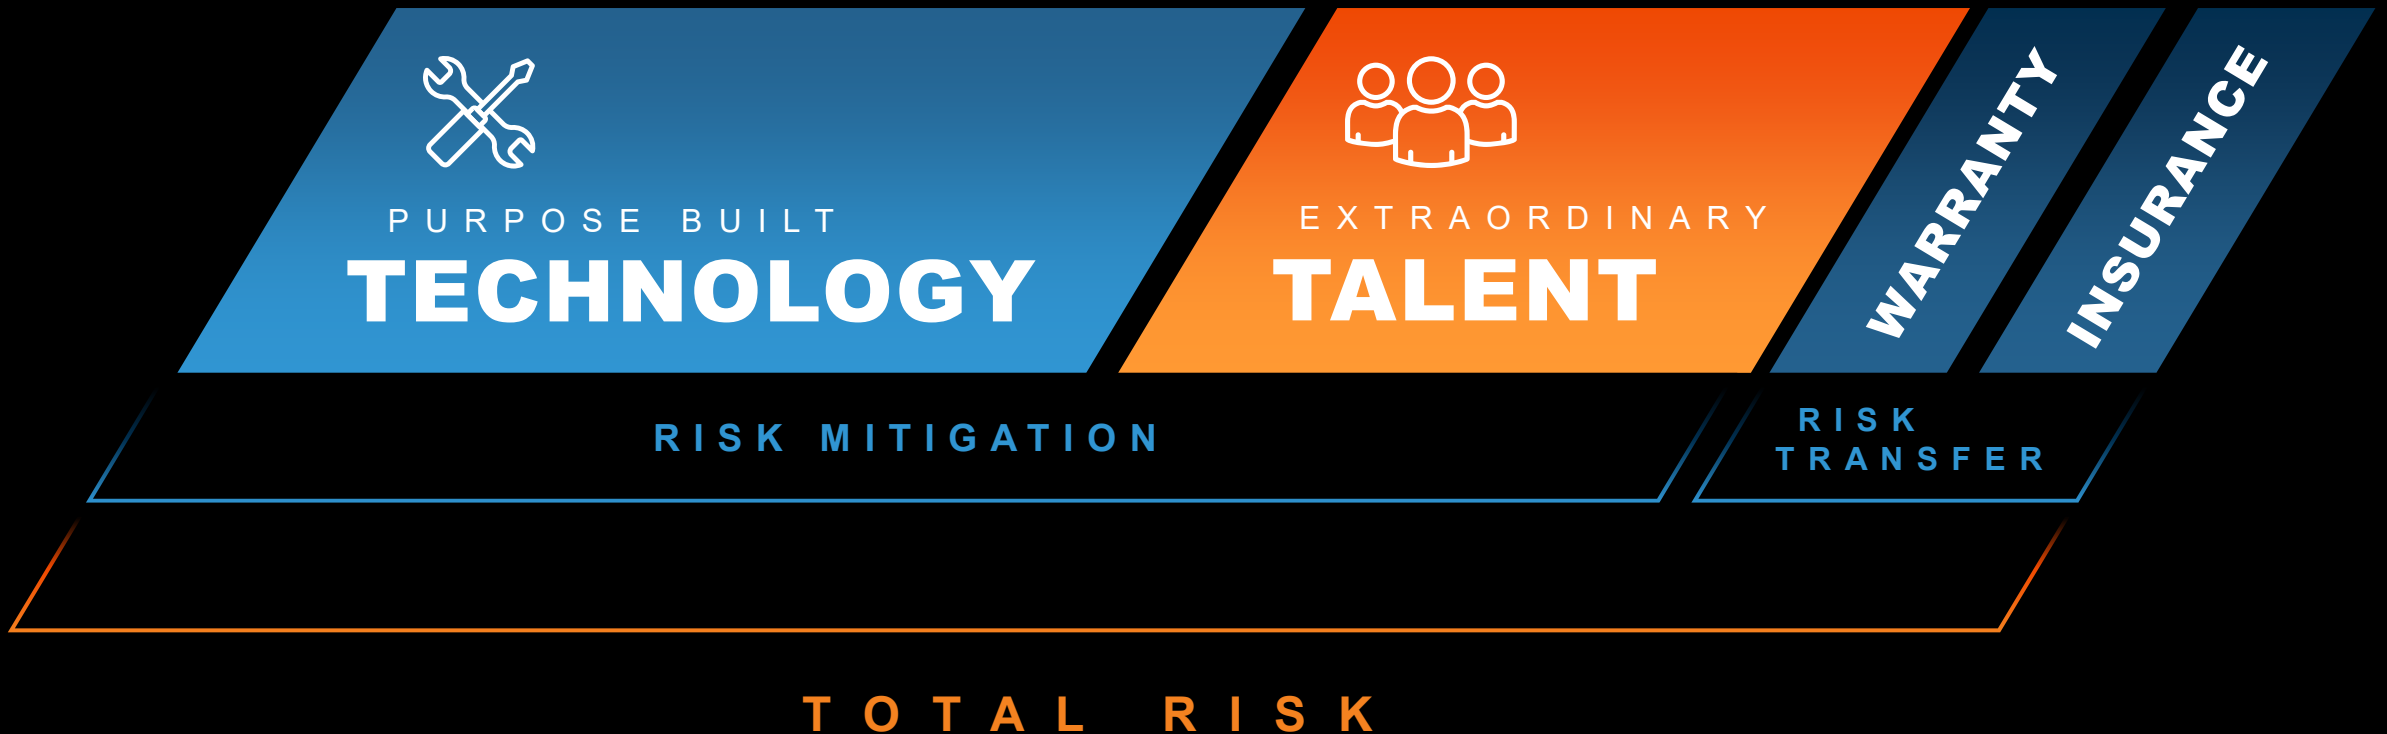 PURPOSE BUILT
TECHNOLOGY
EXTRAORDINARY
TALENT
WARRANTY
INSURANCE
RISK MITIGATION
RISK
TRANSFER
TOTAL RISK